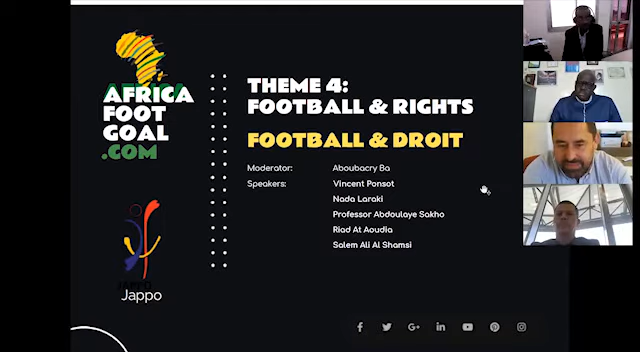 AFRICA
FOOT
GOAL
.COM
THEME 4:
FOOTBALL & RIGHTS
FOOTBALL & DROIT
Moderator: Aboubacry Ba
Speakers: Vincent Ponsot
Nada Laraki
Professor Abdoulaye Sakho
Riad At Aoudia
Salem Ali Al Shamsi
JAPPO
Jappo